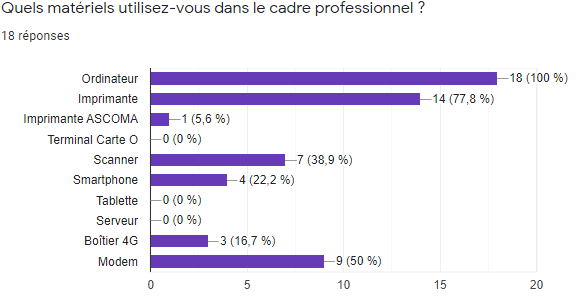 Quels matériels utilisez-vous dans le cadre professionnel ?
18 réponses
Ordinateur 18 (100 %)
Imprimante 14 (77,8 %)
Imprimante ASCOMA 1 (5,6 %)
Terminal Carte O 0 (0 %)
Scanner 7 (38,9 %)
Smartphone 4 (22,2 %)
Tablette 0 (0 %)
Serveur 0 (0 %)
Boîtier 4G 3 (16,7 %)
Modem 9 (50 %)
0 5 10 15 20